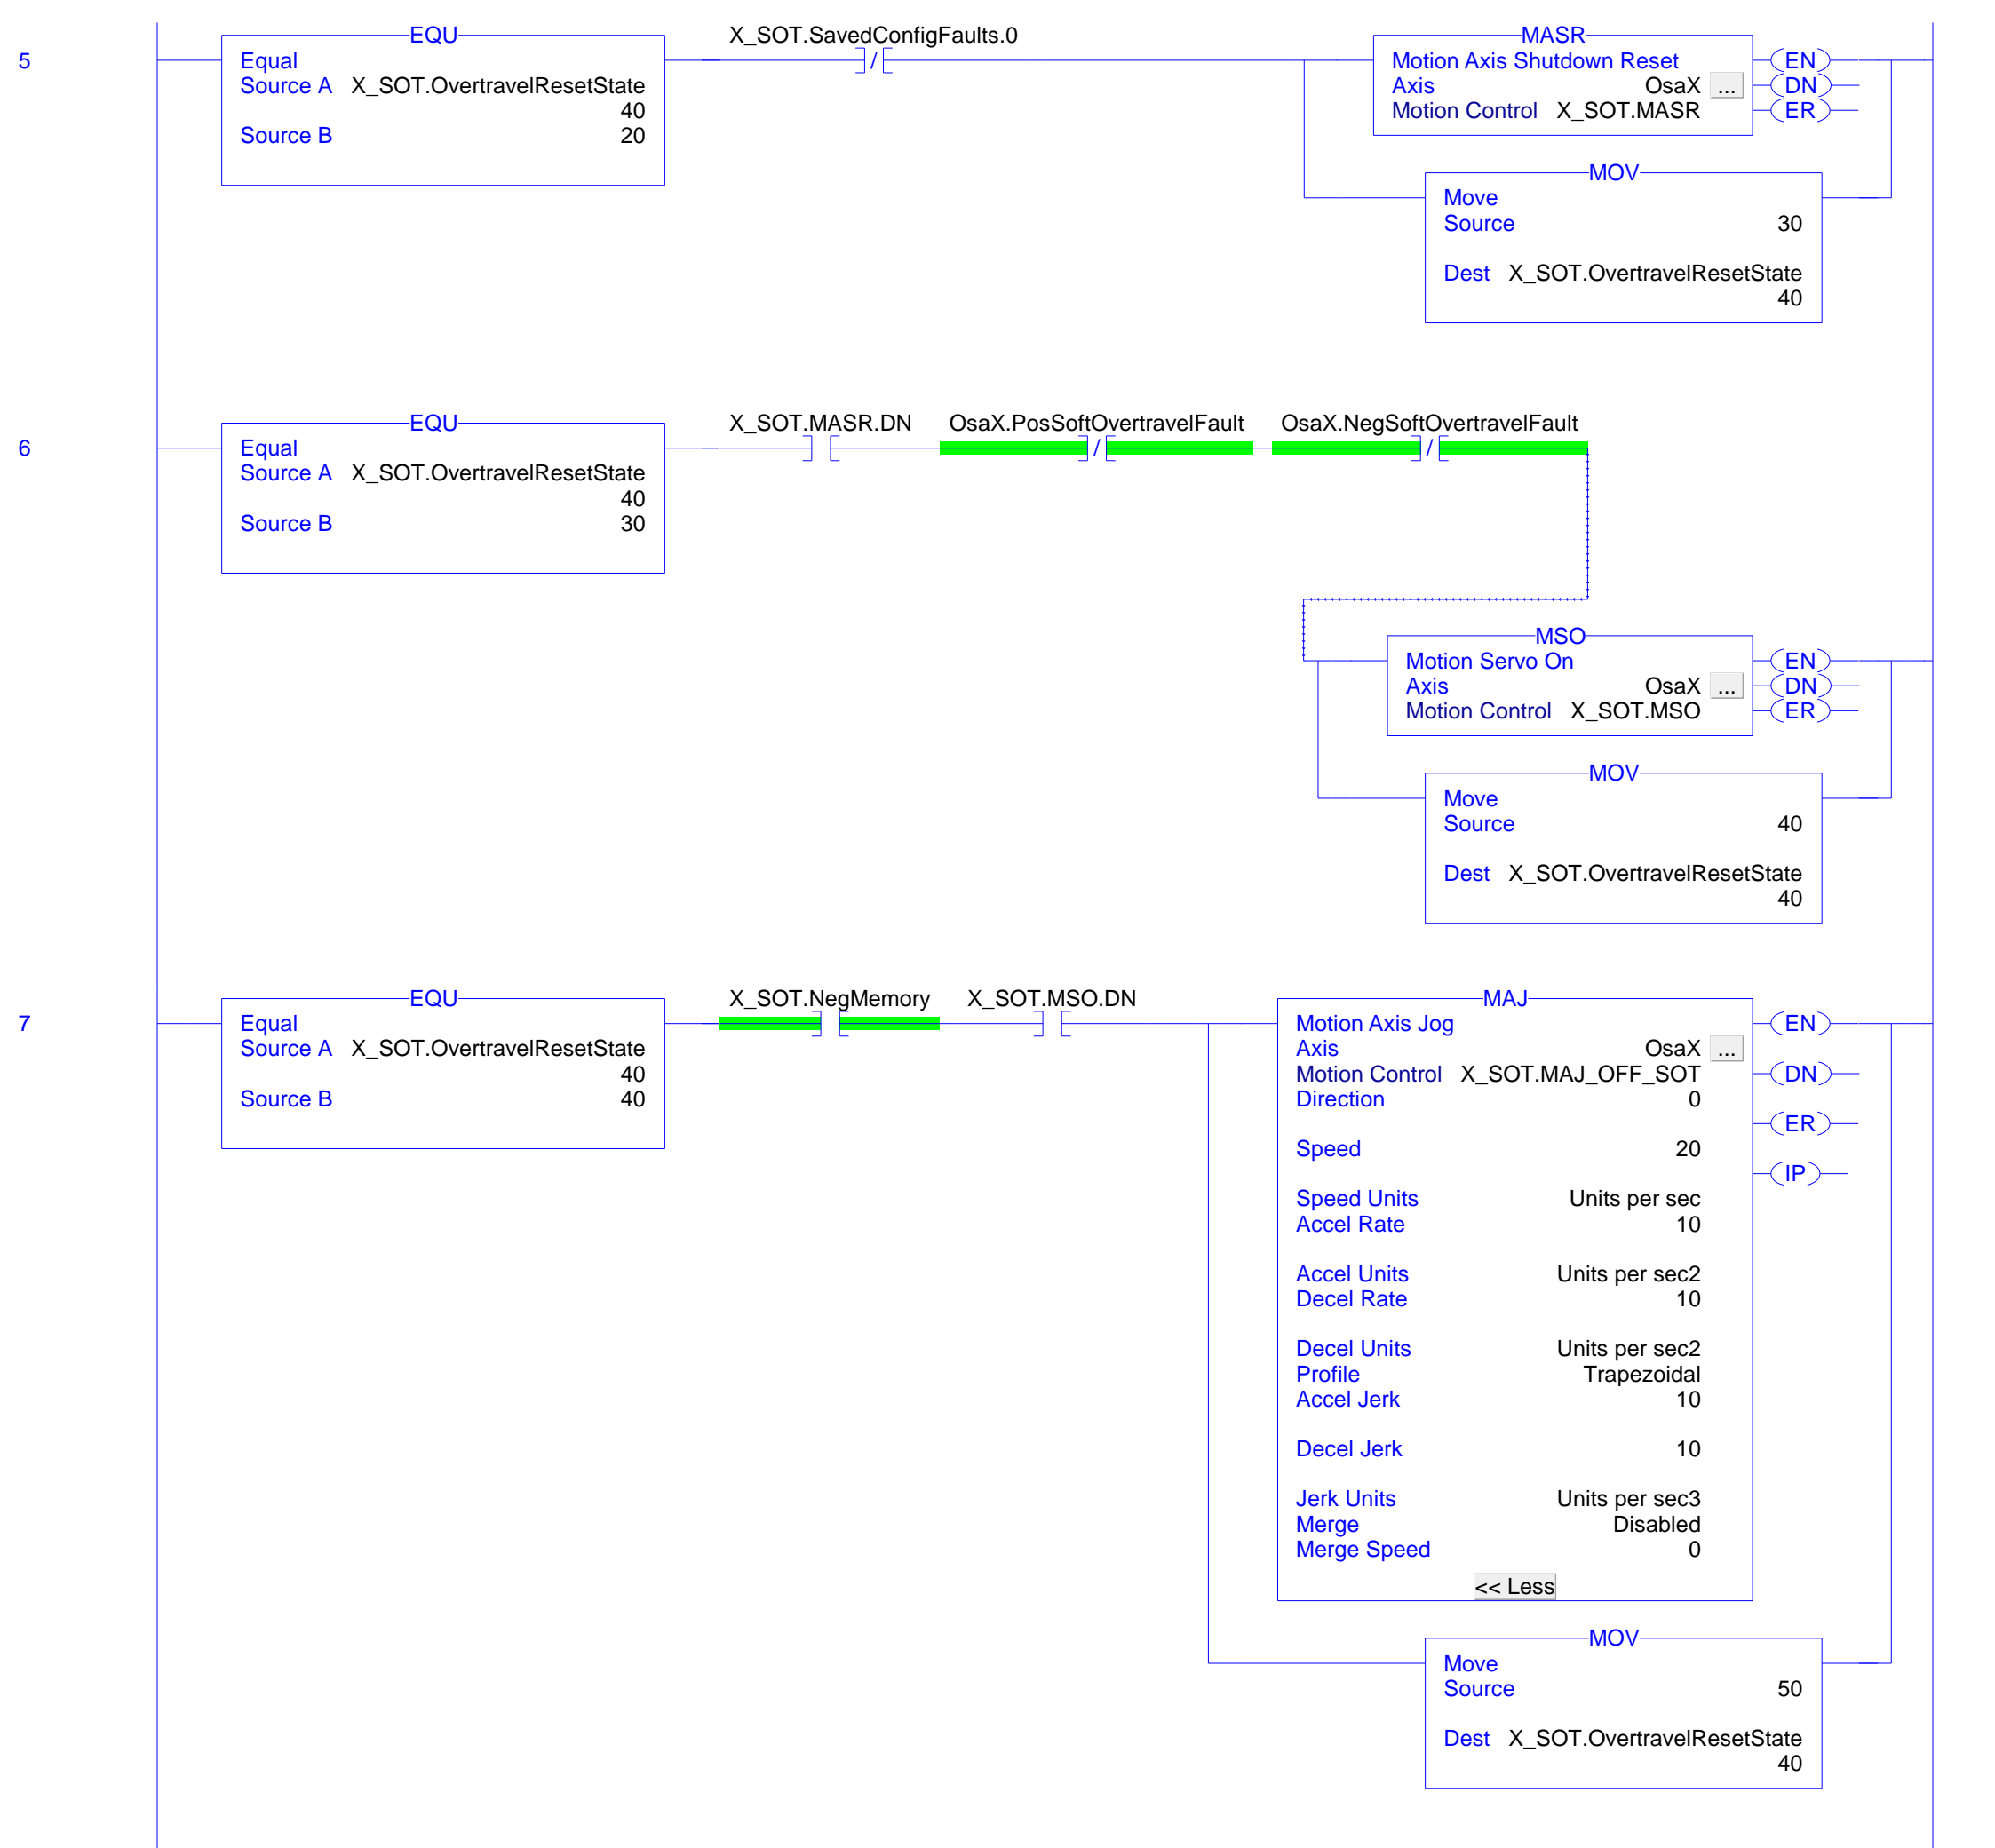 5
EQU
Equal
Source A X_SOT.OvertravelResetState
40
Source B 20
X_SOT.SavedConfigFaults.0
/
MASR
Motion Axis Shutdown Reset
Axis OsaX ...
Motion Control X_SOT.MASR
EN
DN
ER
MOV
Move
Source 30
Dest X_SOT.OvertravelResetState
40
6
EQU
Equal
Source A X_SOT.OvertravelResetState
40
Source B 30
X_SOT.MASR.DN
OsaX.PosSoftOvertravelFault
/
OsaX.NegSoftOvertravelFault
/
MSO
Motion Servo On
Axis OsaX ...
Motion Control X_SOT.MSO
EN
DN
ER
MOV
Move
Source 40
Dest X_SOT.OvertravelResetState
40
7
EQU
Equal
Source A X_SOT.OvertravelResetState
40
Source B 40
X_SOT.NegMemory
X_SOT.MSO.DN
MAJ
Motion Axis Jog
Axis OsaX ...
Motion Control X_SOT.MAJ_OFF_SOT
Direction 0
Speed 20
Speed Units Units per sec
Accel Rate 10
Accel Units Units per sec2
Decel Rate 10
Decel Units Units per sec2
Profile Trapezoidal
Accel Jerk 10
Decel Jerk 10
Jerk Units Units per sec3
Merge Disabled
Merge Speed 0
<< Less
EN
DN
ER
IP
MOV
Move
Source 50
Dest X_SOT.OvertravelResetState
40